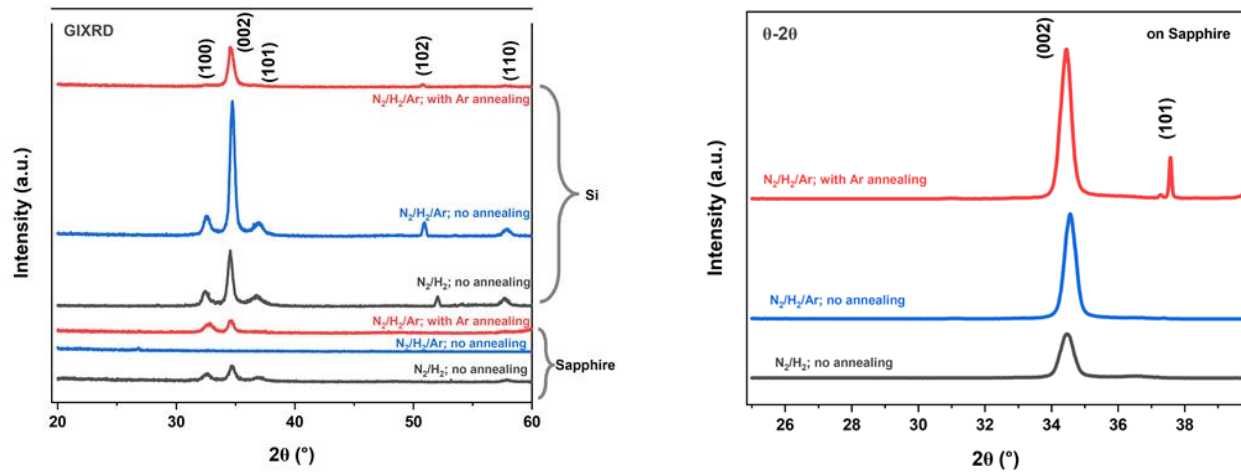 GIXRD
(100)
(002)
(101)
(102)
(110)
N₂/H₂/Ar; with Ar annealing
N₂/H₂/Ar; no annealing
N₂/H₂; no annealing
Si
N₂/H₂/Ar; with Ar annealing
N₂/H₂/Ar; no annealing
N₂/H₂; no annealing
Sapphire
Intensity (a.u.)
20 30 40 50 60
2θ (°)
θ-2θ
(002)
on Sapphire
(101)
N₂/H₂/Ar; with Ar annealing
N₂/H₂/Ar; no annealing
N₂/H₂; no annealing
Intensity (a.u.)
26 28 30 32 34 36 38
2θ (°)